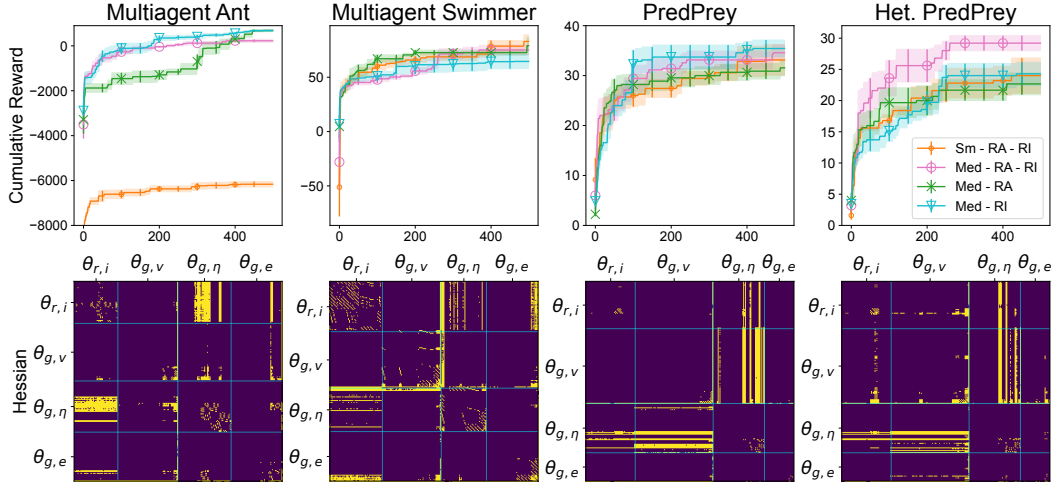 Multiagent Ant Multiagent Swimmer PredPrey Het. PredPrey
Cumulative Reward
0
−2000
−4000
−6000
−8000
0 200 400
50
0
−50
0 200 400
40
30
20
10
0
0 200 400
30
25
20
15
10
5
0
0 200 400
Sm - RA - RI
Med - RA - RI
Med - RA
Med - RI
Hessian
θr,i θg,v θg,η θg,e
θr,i
θg,v
θg,η
θg,e
θr,i θg,v θg,η θg,e
θr,i
θg,v
θg,η
θg,e
θr,i θg,v θg,η θg,e
θr,i
θg,v
θg,η
θg,e
θr,i θg,v θg,η θg,e
θr,i
θg,v
θg,η
θg,e